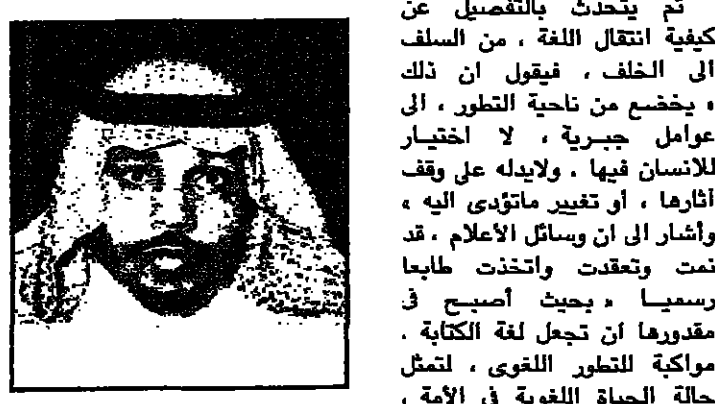 ثم يتحدث بالتفصيل عن
كيفية انتقال اللغة ، من السلف
الى الخلف ، فيقول ان ذلك
« يخضع من ناحية التطور ، الى
عوامل جبرية ، لا اختيار
للانسان فيها . ولايدله على وقف
آثارها ، أو تغيير ماتؤدى اليه »
وأشار الى ان وسائل الأعلام ، قد
نمت وتعقدت واتخذت طابعا
رسميا « بحيث أصبح فى
مقدورها ان تجعل لغة الكتابة .
مواكبة للتطور اللغوى ، لتمثل
حالة الحياة اللغوية فى الأمة ،